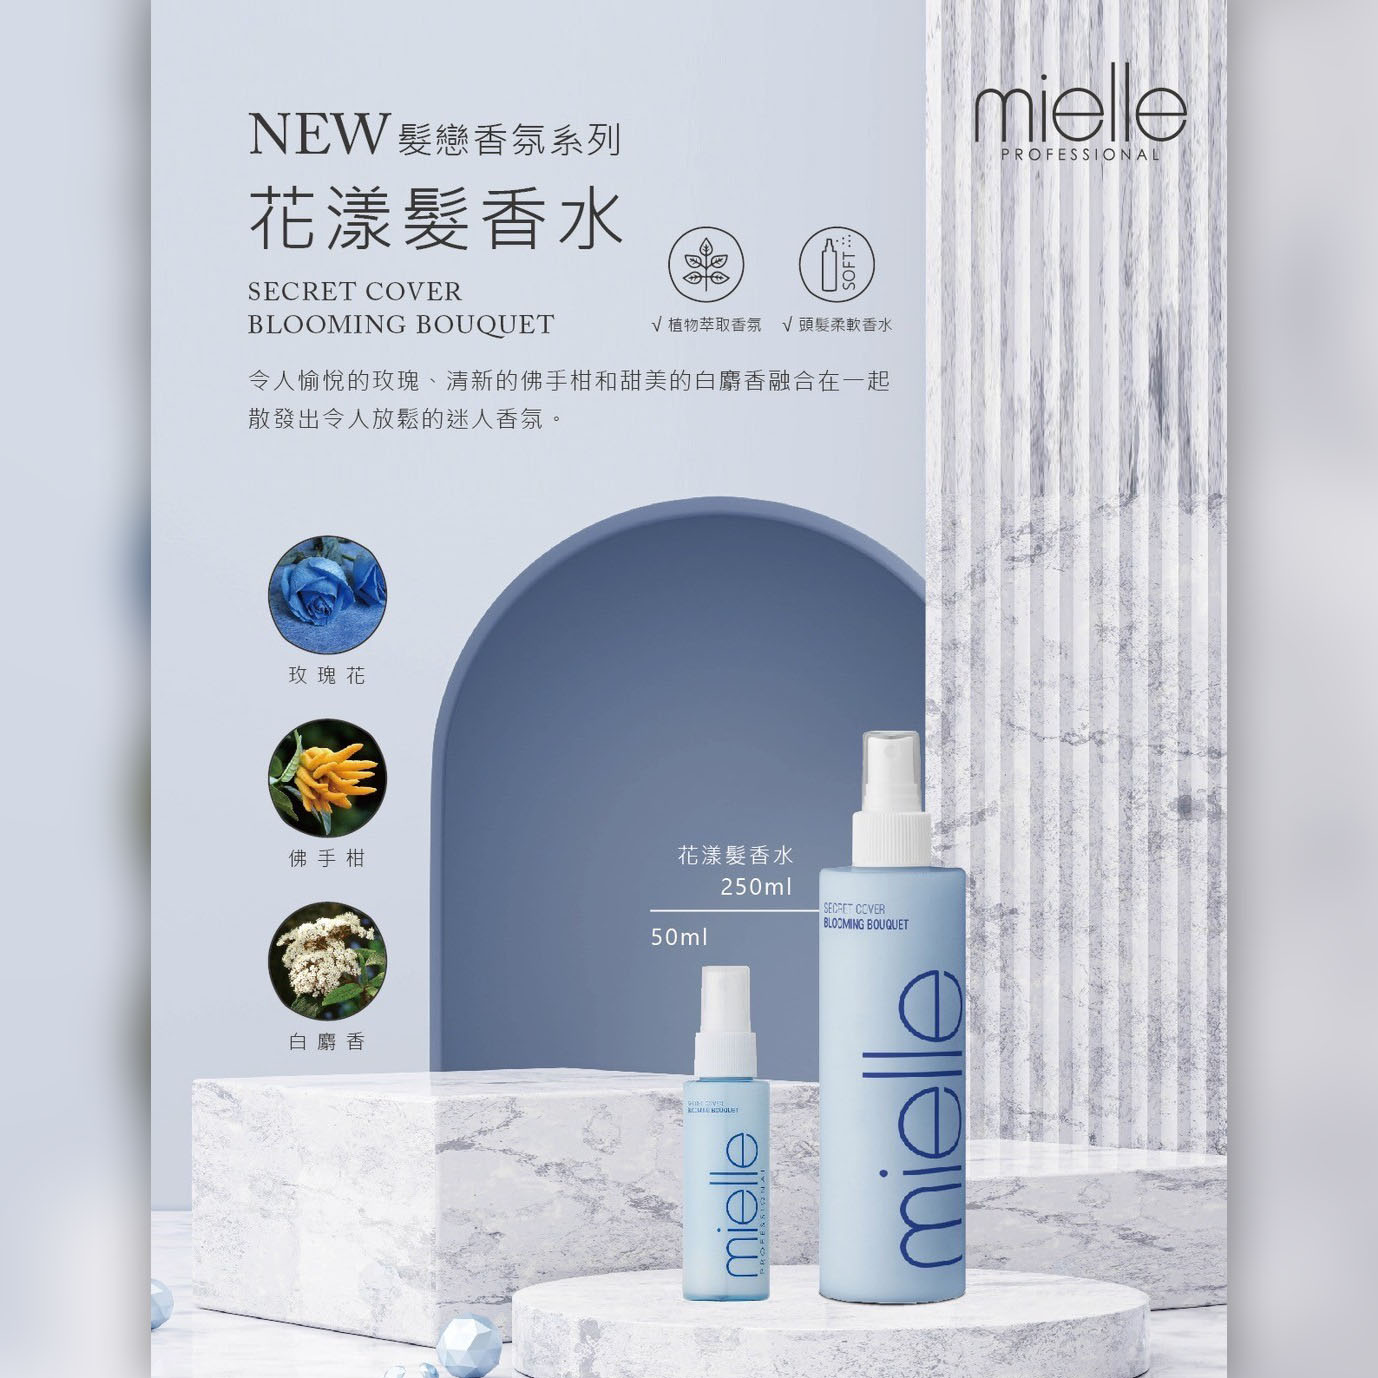 mielle
PROFESSIONAL
NEW 髮戀香氛系列
花漾髮香水
SECRET COVER
BLOOMING BOUQUET
SOFT
√ 植物萃取香氛 √ 頭髮柔軟香水
令人愉悅的玫瑰、清新的佛手柑和甜美的白麝香融合在一起
散發出令人放鬆的迷人香氛。
玫瑰花
佛手柑
白麝香
花漾髮香水
250ml
50ml
SECRET COVER
BLOOMING BOUQUET
mielle
SECRET COVER
BLOOMING BOUQUET
mielle
PROFESSIONAL